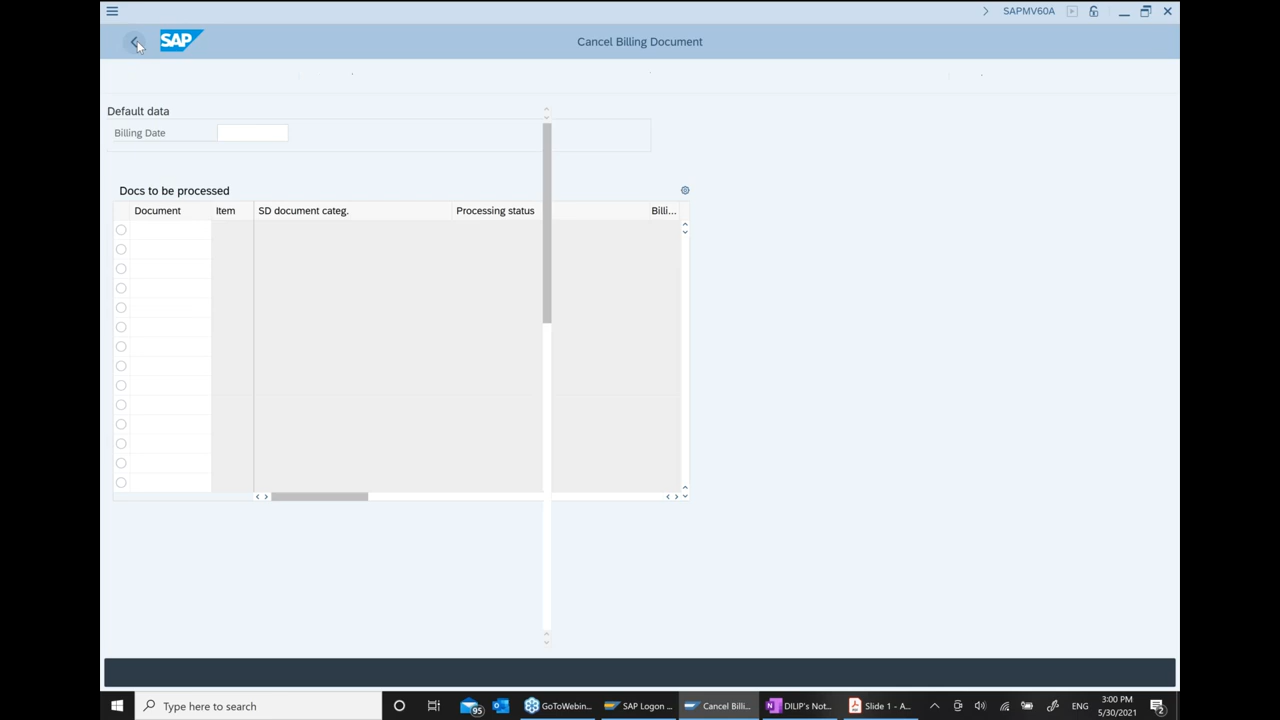 SAPMV60A
SAP
Cancel Billing Document
Default data
Billing Date
Docs to be processed
Document Item SD document categ. Processing status Billi...
Type here to search
95
GoToWebin...
SAP Logon ...
Cancel Billi...
DILIP's Not...
Slide 1 - A...
ENG
3:00 PM
5/30/2021
2